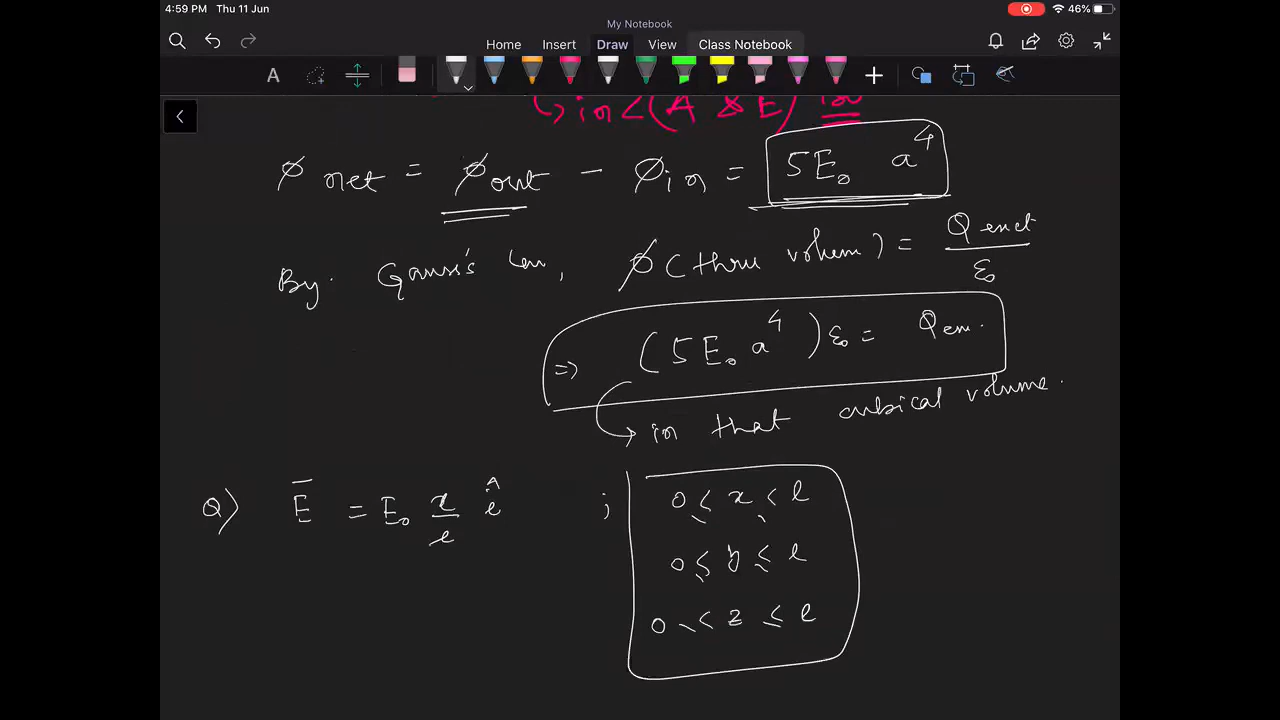 4:59 PM Thu 11 Jun
46%
My Notebook
Home Insert Draw View Class Notebook
A
↳ in < (A & E)
φ net = φ out - φ in = 5E₀ a⁴
By Gauss's law, φ (thru volume) = Q encl / ε₀
⇒ (5E₀ a⁴) ε₀ = Q en.
↳ in that cubical volume.
Q) E̅ = E₀ x/l î ; 0 ≤ x ≤ l
0 ≤ y ≤ l
0 ≤ z ≤ l